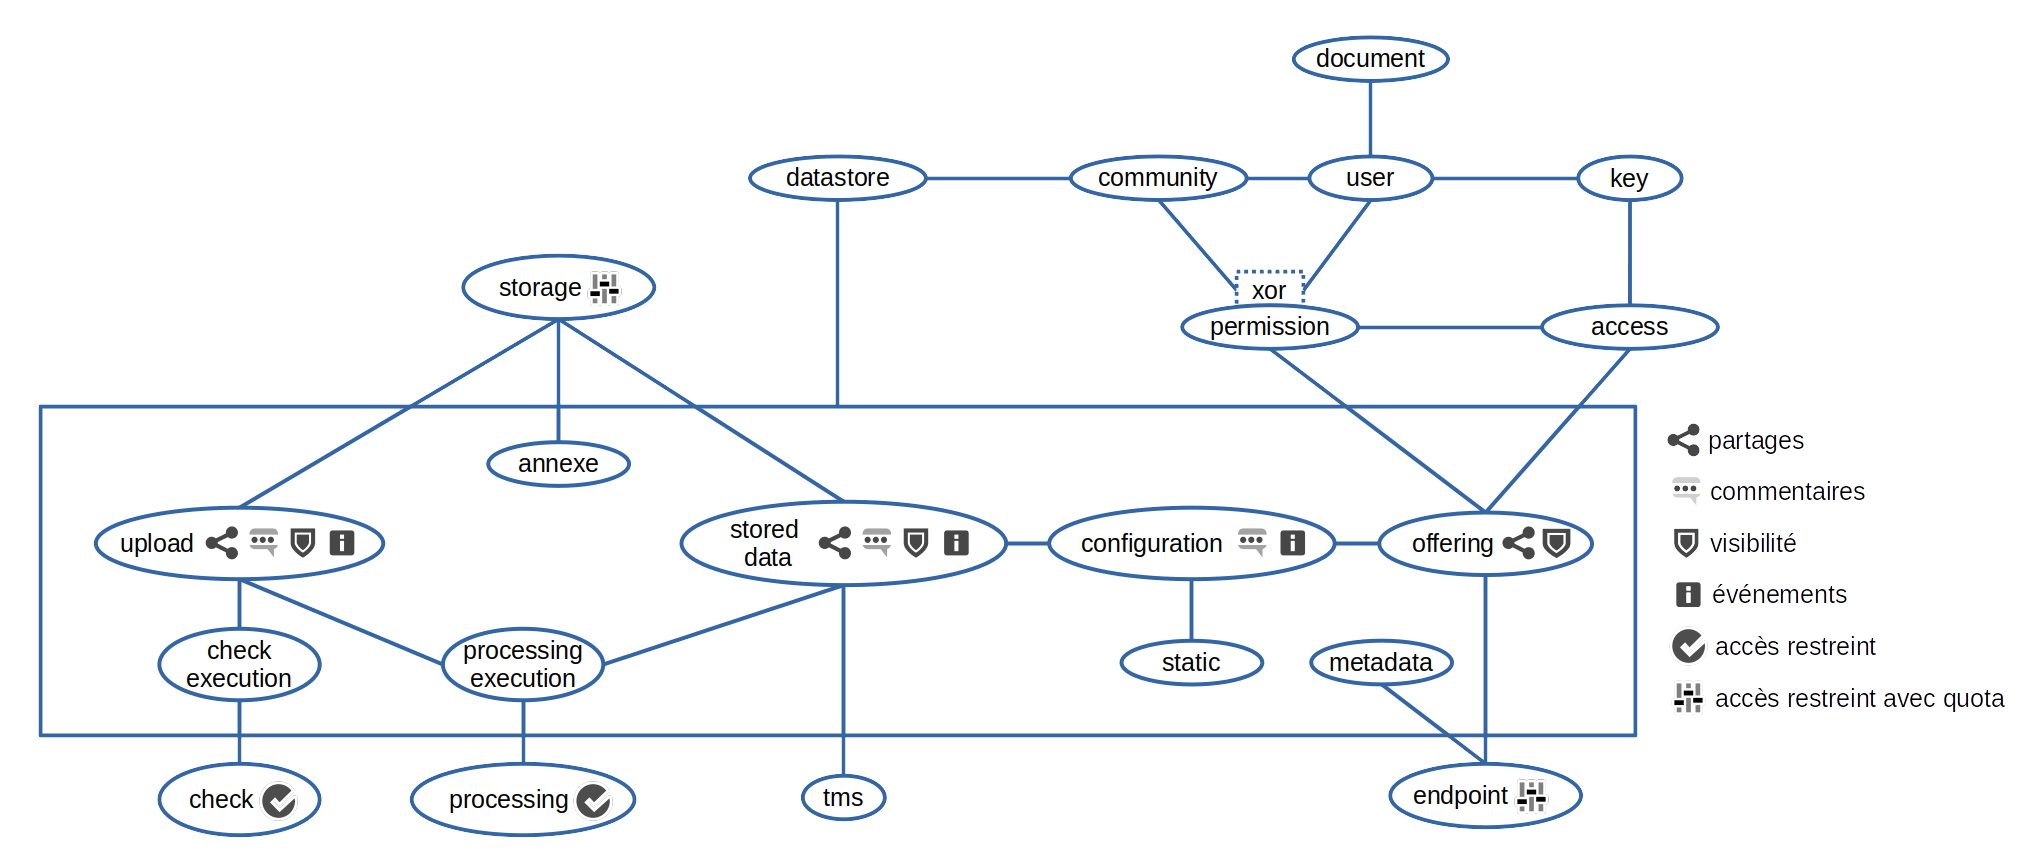 document
datastore
community
user
key
storage
xor
permission
access
annexe
partages
commentaires
upload
stored
data
configuration
offering
visibilité
événements
check
execution
processing
execution
static
metadata
accès restreint
accès restreint avec quota
check
processing
tms
endpoint